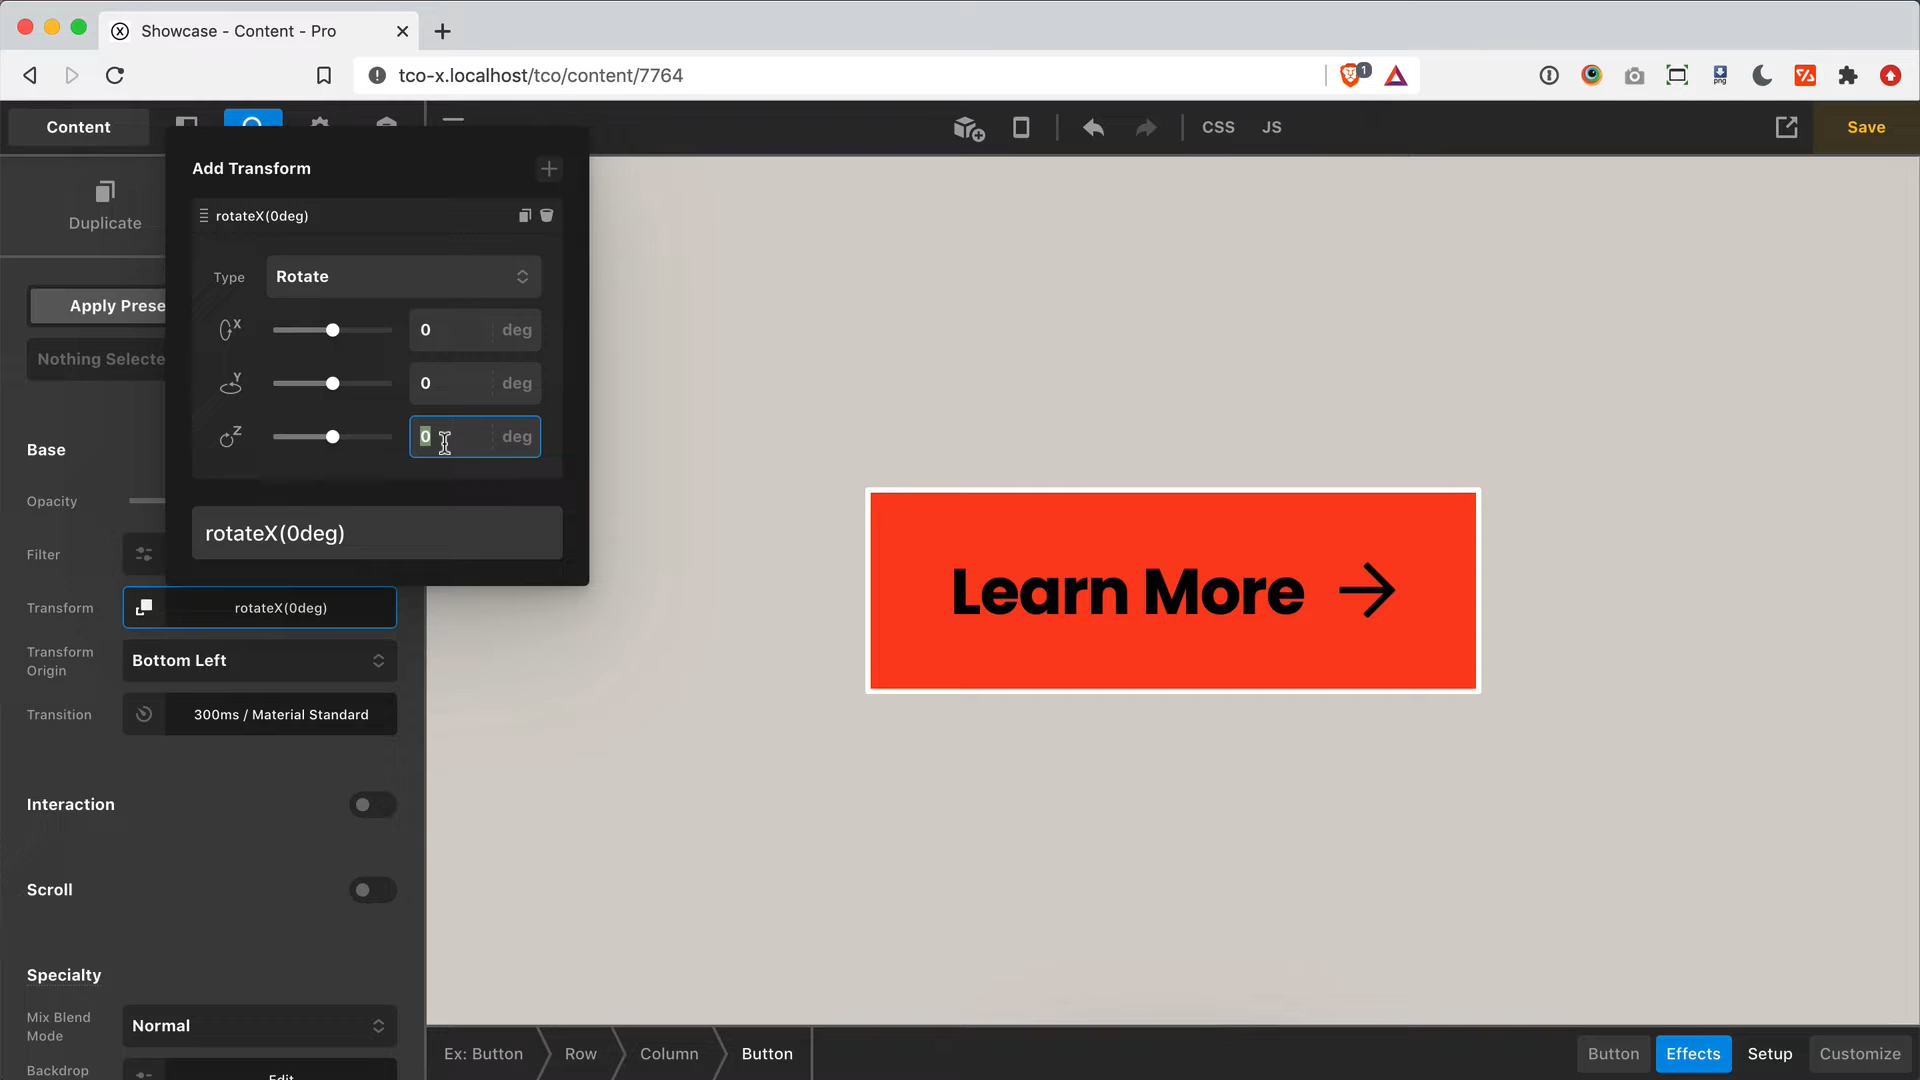 Showcase - Content - Pro
tco-x.localhost/tco/content/7764
1
png
Content
CSS
JS
Save
Add Transform
Duplicate
rotateX(0deg)
Type
Rotate
Apply Prese
X
0
deg
Nothing Selecte
Y
0
deg
Z
0
deg
Base
Opacity
rotateX(0deg)
Filter
Transform
rotateX(0deg)
Transform
Origin
Bottom Left
Transition
300ms / Material Standard
Learn More
Interaction
Scroll
Specialty
Mix Blend
Mode
Normal
Backdrop
Edit
Ex: Button
Row
Column
Button
Button
Effects
Setup
Customize